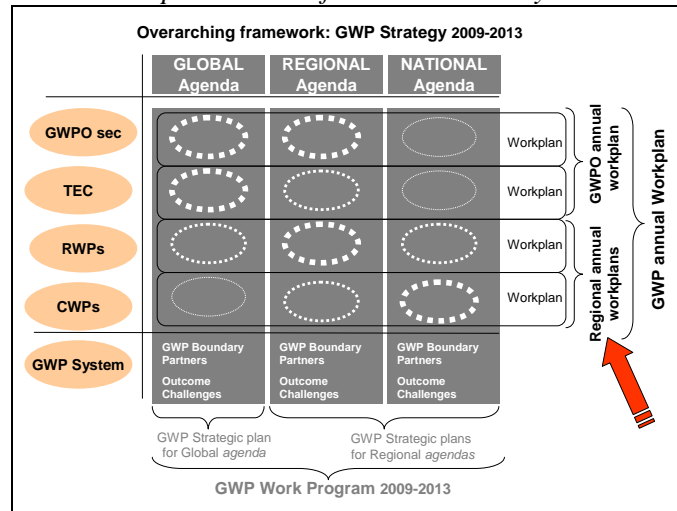 Overarching framework: GWP Strategy 2009-2013
GLOBAL
Agenda
REGIONAL
Agenda
NATIONAL
Agenda
GWPO sec
Workplan
TEC
Workplan
RWPs
Workplan
CWPs
Workplan
GWPO annual
workplan
Regional annual
workplans
GWP annual Workplan
GWP System
GWP Boundary
Partners
Outcome
Challenges
GWP Boundary
Partners
Outcome
Challenges
GWP Boundary
Partners
Outcome
Challenges
GWP Strategic plan
for Global agenda
GWP Strategic plans
for Regional agendas
GWP Work Program 2009-2013